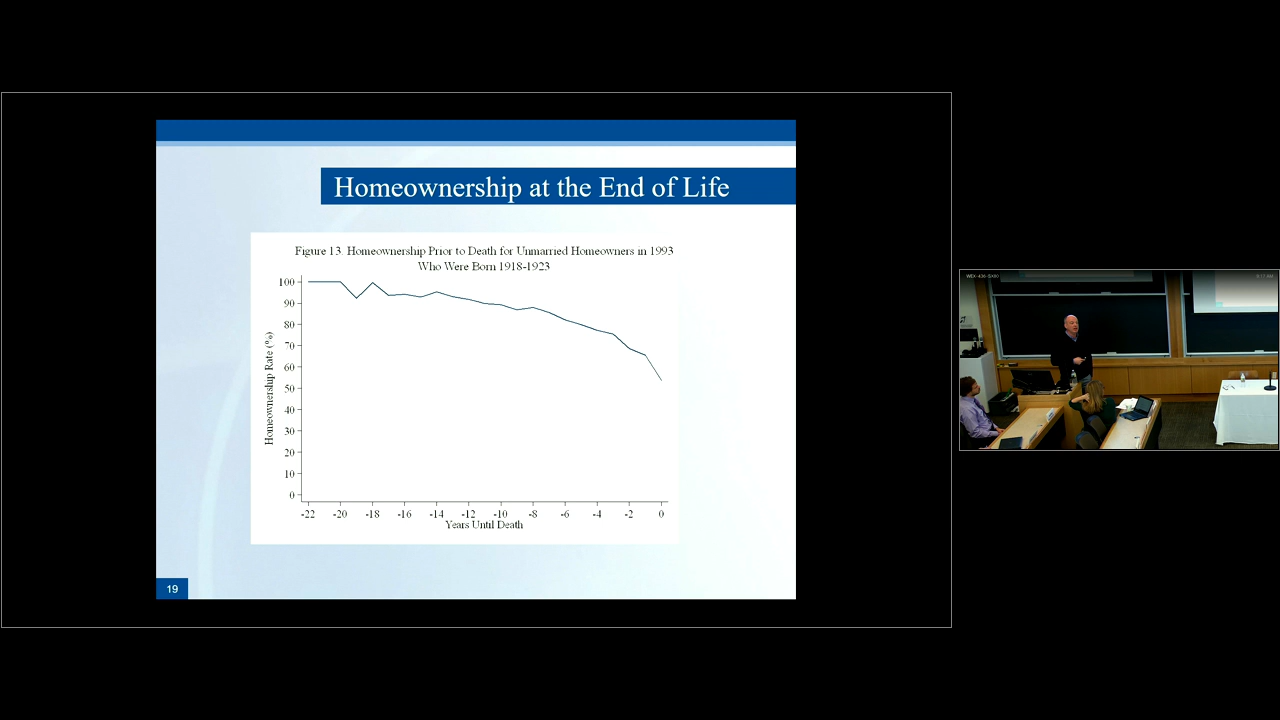 Homeownership at the End of Life
Figure 13. Homeownership Prior to Death for Unmarried Homeowners in 1993
Who Were Born 1918-1923
Homeownership Rate (%)
100
90
80
70
60
50
40
30
20
10
0
-22 -20 -18 -16 -14 -12 -10 -8 -6 -4 -2 0
Years Until Death
19